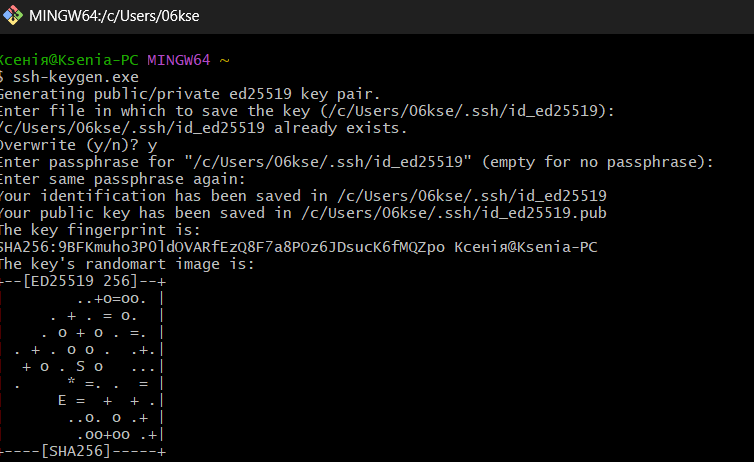 MINGW64:/c/Users/06kse
Ксенія@Ksenia-PC MINGW64 ~
$ ssh-keygen.exe
Generating public/private ed25519 key pair.
Enter file in which to save the key (/c/Users/06kse/.ssh/id_ed25519):
/c/Users/06kse/.ssh/id_ed25519 already exists.
Overwrite (y/n)? y
Enter passphrase for "/c/Users/06kse/.ssh/id_ed25519" (empty for no passphrase):
Enter same passphrase again:
Your identification has been saved in /c/Users/06kse/.ssh/id_ed25519
Your public key has been saved in /c/Users/06kse/.ssh/id_ed25519.pub
The key fingerprint is:
SHA256:9BFKmuho3P0ldOVARfEzQ8F7a8POz6JDsucK6fMQZpo Ксенія@Ksenia-PC
The key's randomart image is:
+--[ED25519 256]--+
|        ..+o=oo. |
|     . + . = o.  |
|    . o + o . =. |
| . + . o o .  .+.|
|  + o . S o   ...|
| .     * =. .  = |
|      E =  +  + .|
|       ..o. o .+ |
|        .oo+oo .+|
+----[SHA256]-----+